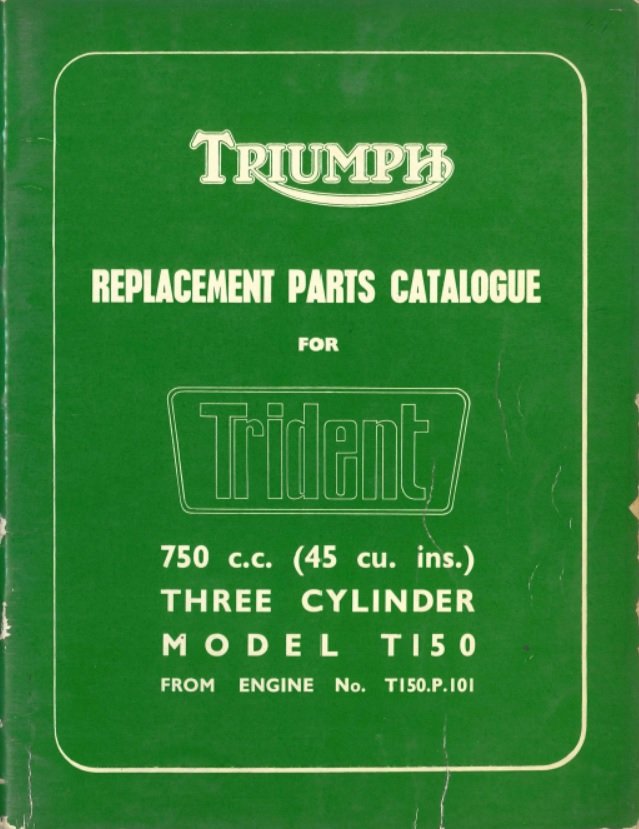 TRIUMPH
REPLACEMENT PARTS CATALOGUE
FOR
Trident
750 c.c. (45 cu. ins.)
THREE CYLINDER
MODEL T150
FROM ENGINE No. T150.P.101